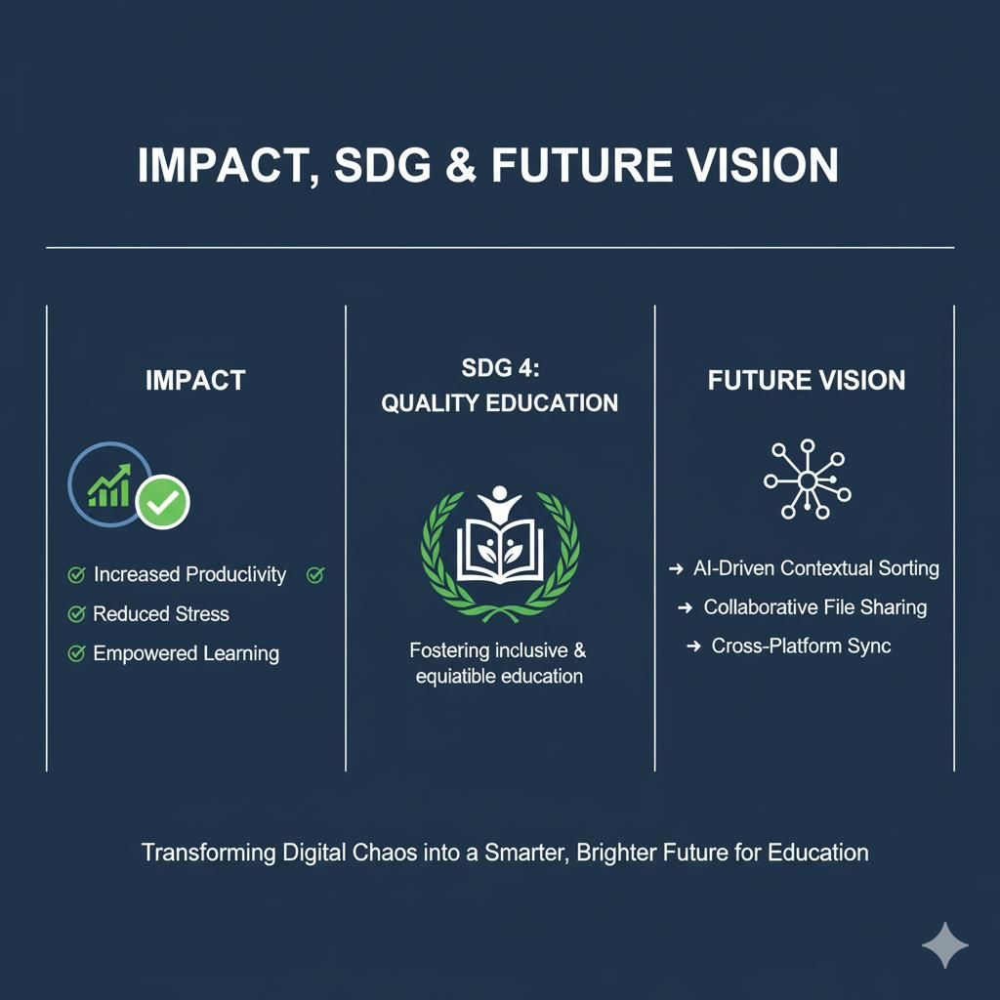 IMPACT, SDG & FUTURE VISION
IMPACT
Increased Productivity
Reduced Stress
Empowered Learning
SDG 4:
QUALITY EDUCATION
Fostering inclusive &
equiatible education
FUTURE VISION
→ AI-Driven Contextual Sorting
→ Collaborative File Sharing
→ Cross-Platform Sync
Transforming Digital Chaos into a Smarter, Brighter Future for Education